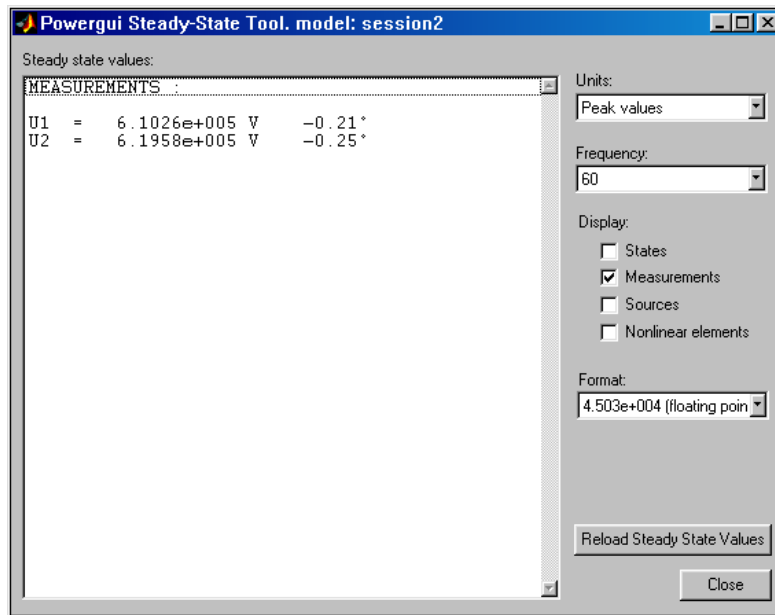 Powergui Steady-State Tool. model: session2
Steady state values:
MEASUREMENTS :
U1 = 6.1026e+005 V -0.21°
U2 = 6.1958e+005 V -0.25°
Units:
Peak values
Frequency:
60
Display:
States
Measurements
Sources
Nonlinear elements
Format:
4.503e+004 (floating poin
Reload Steady State Values
Close